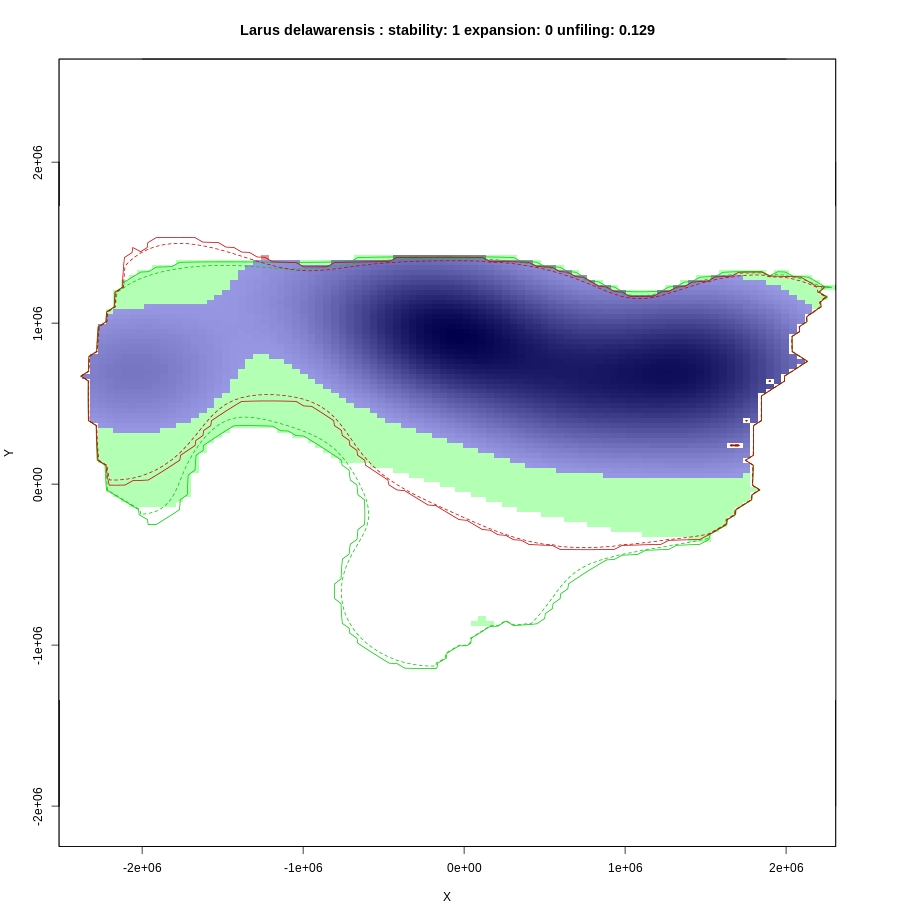 Larus delawarensis : stability: 1 expansion: 0 unfiling: 0.129
2e+06
1e+06
0e+00
-1e+06
-2e+06
Y
-2e+06 -1e+06 0e+00 1e+06 2e+06
X